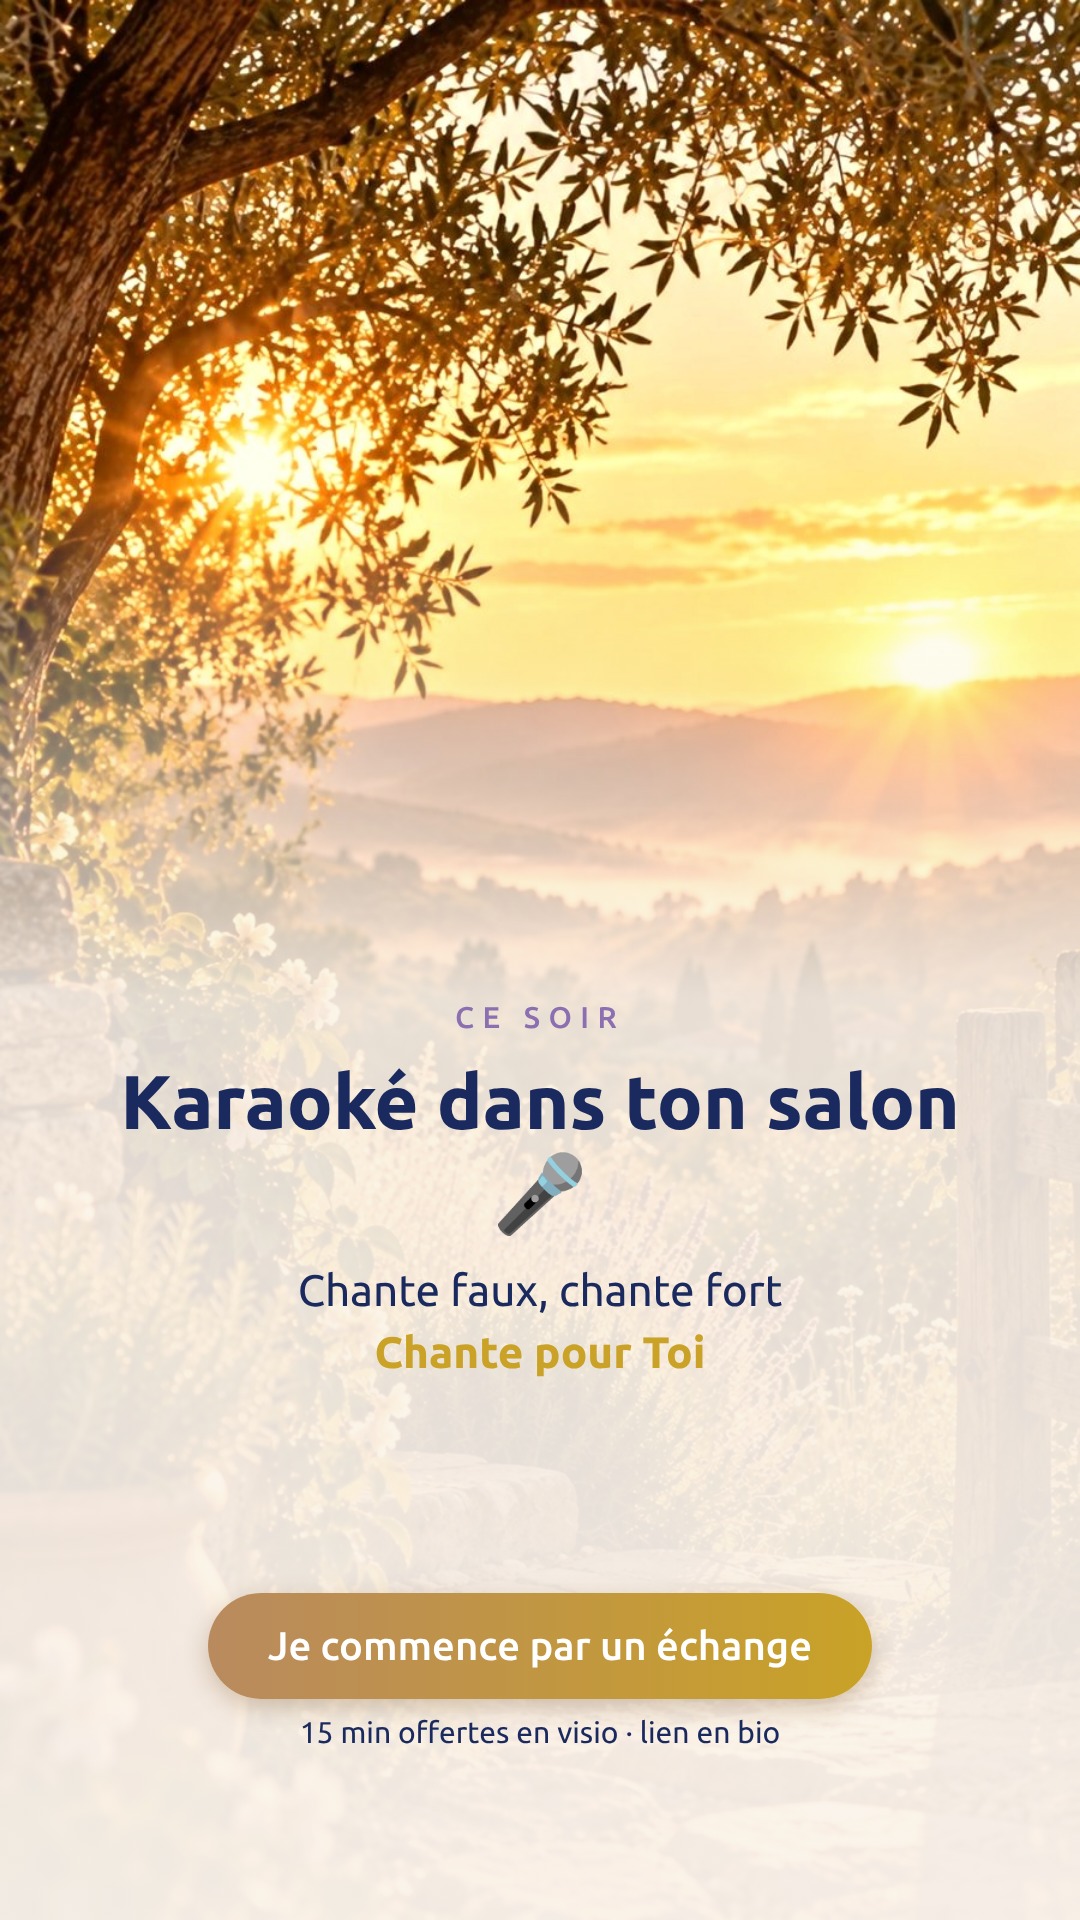 CE SOIR
Karaoké dans ton salon
🎤
Chante faux, chante fort
Chante pour Toi
Je commence par un échange
15 min offertes en visio · lien en bio